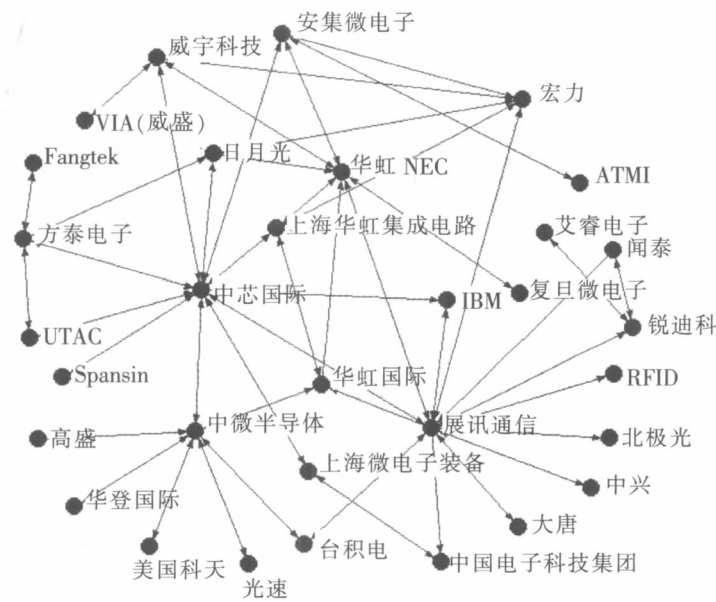 安集微电子
威宇科技
宏力
VIA(威盛)
日月光
Fangtek
华虹 NEC
ATMI
上海华虹集成电路
艾睿电子
方泰电子
闻泰
中芯国际
IBM
复旦微电子
锐迪科
UTAC
Spansin
华虹国际
RFID
中微半导体
展讯通信
高盛
北极光
上海微电子装备
中兴
华登国际
大唐
台积电
中国电子科技集团
美国科天
光速